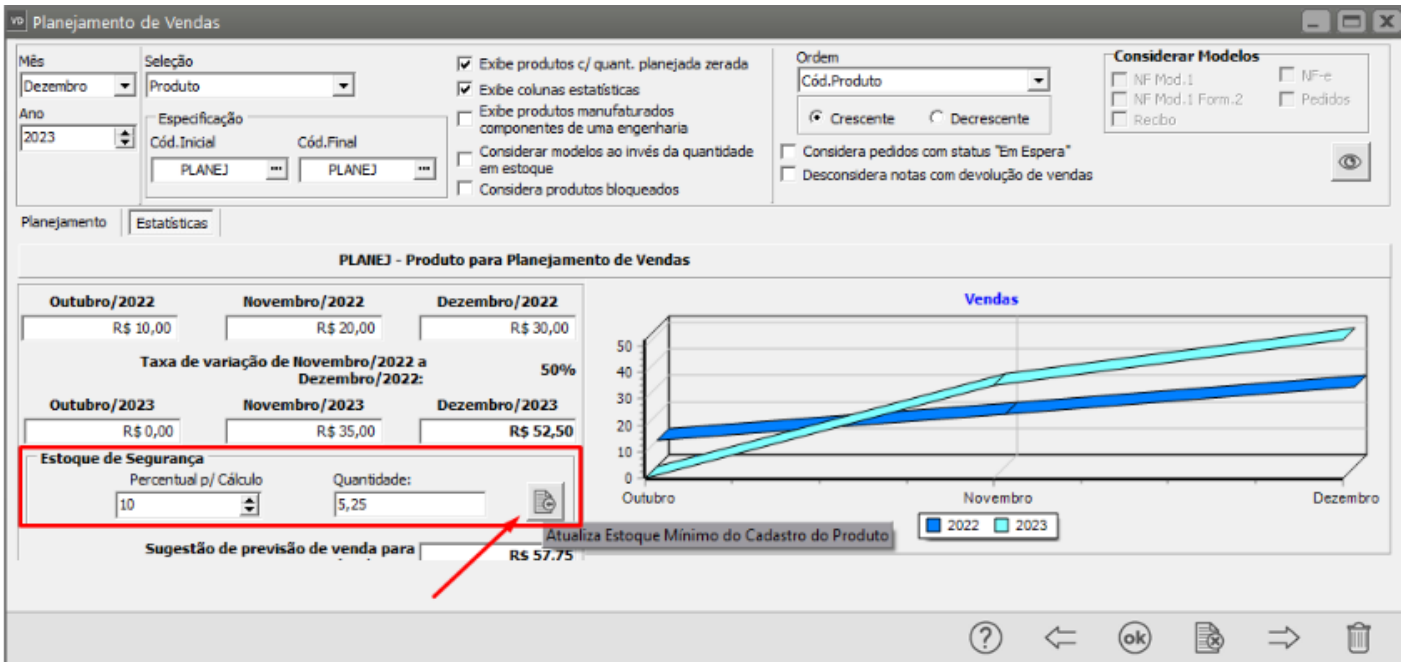 VD Planejamento de Vendas
Mês
Dezembro
Ano
2023
Seleção
Produto
Especificação
Cód.Inicial Cód.Final
PLANEJ ... PLANEJ ...
Exibe produtos c/ quant. planejada zerada
Exibe colunas estatísticas
Exibe produtos manufaturados
componentes de uma engenharia
Considerar modelos ao invés da quantidade
em estoque
Considera produtos bloqueados
Ordem
Cód.Produto
Crescente Decrescente
Considera pedidos com status "Em Espera"
Desconsidera notas com devolução de vendas
Considerar Modelos
NF Mod.1 NF-e
NF Mod.1 Form.2 Pedidos
Recibo
Planejamento Estatísticas
PLANEJ - Produto para Planejamento de Vendas
Outubro/2022 Novembro/2022 Dezembro/2022
R$ 10,00 R$ 20,00 R$ 30,00
Taxa de variação de Novembro/2022 a
Dezembro/2022:
50%
Outubro/2023 Novembro/2023 Dezembro/2023
R$ 0,00 R$ 35,00 R$ 52,50
Estoque de Segurança
Percentual p/ Cálculo Quantidade:
10 5,25
Atualiza Estoque Mínimo do Cadastro do Produto
Sugestão de previsão de venda para
R$ 57,75
Vendas
50
40
30
20
10
0
Outubro Novembro Dezembro
2022 2023
? ok